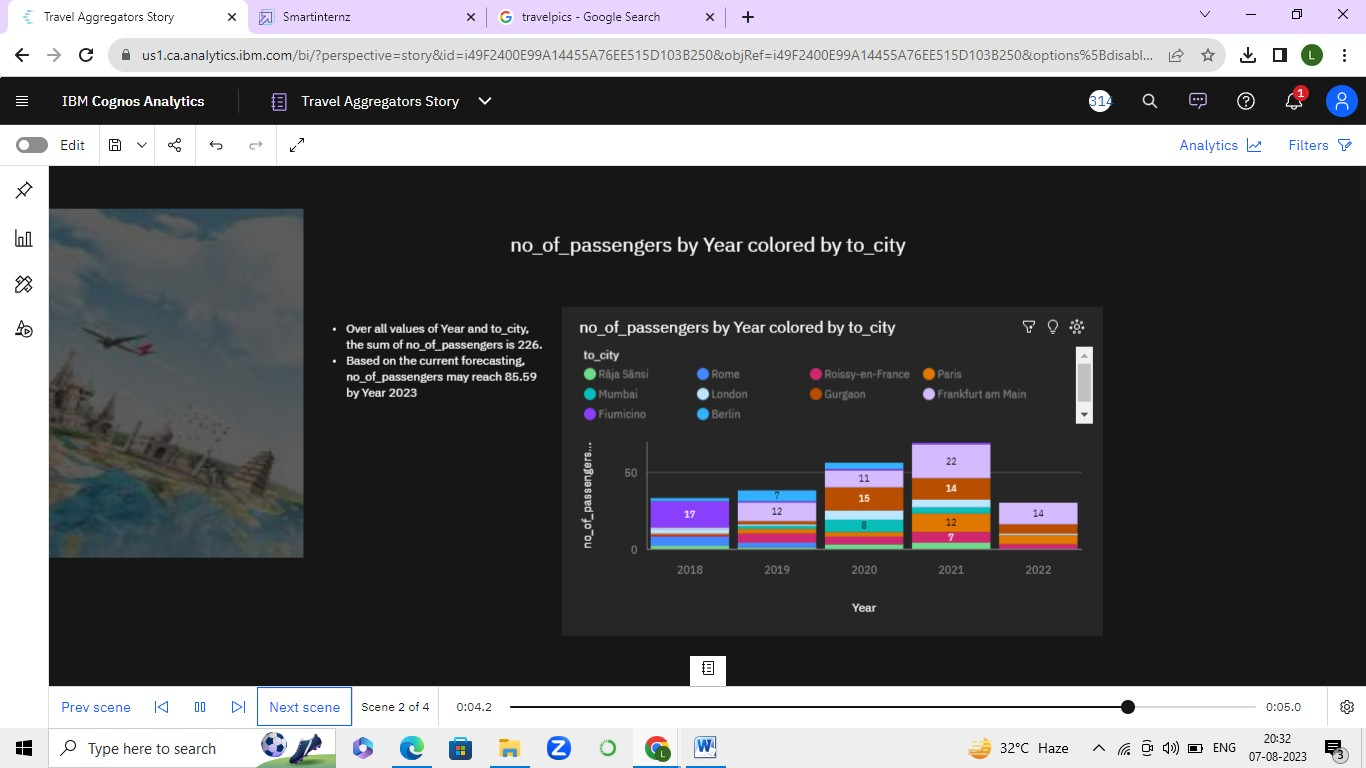 Travel Aggregators Story
Smartinternz
travelplus - Google Search
us1.ca.analytics.ibm.com/bi/?perspective=story&id=i49F2400E99A14455A76EE515D103B250&objRef=i49F2400E99A14455A76EE515D103B250&options%5Bdisabl...
L
IBM Cognos Analytics
Travel Aggregators Story
314
1
Edit
Analytics
Filters
no_of_passengers by Year colored by to_city
• Over all values of Year and to_city,
the sum of no_of_passengers is 226.
• Based on the current forecasting,
no_of_passengers may reach 85.59
by Year 2023
no_of_passengers by Year colored by to_city
to_city
Rāja Sānsi Rome Roissy-en-France Paris
Mumbai London Gurgaon Frankfurt am Main
Fiumicino Berlin
no_of_passengers...
50
0
17
7
12
11
15
8
22
14
12
7
14
2018 2019 2020 2021 2022
Year
Prev scene Next scene Scene 2 of 4 0:04.2 0:05.0
Type here to search
L
32°C Haze
ENG
20:32
07-08-2023
3